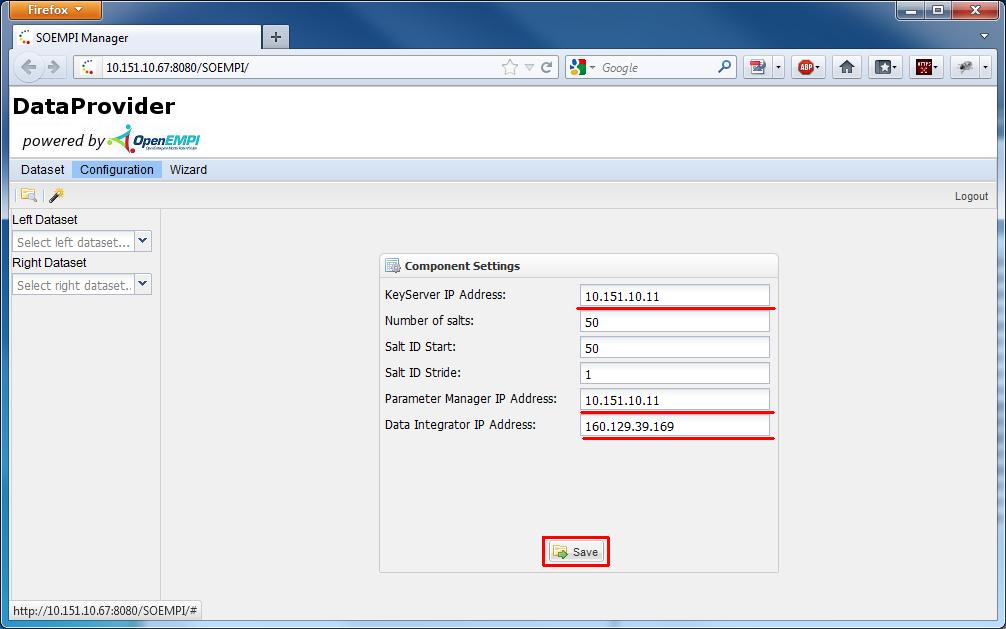 Firefox
SOEMPI Manager
10.151.10.67:8080/SOEMPI/
Google
ABP
HTTPS
DataProvider
powered by OpenEMPI
Dataset Configuration Wizard
Logout
Left Dataset
Select left dataset...
Right Dataset
Select right dataset..
Component Settings
KeyServer IP Address: 10.151.10.11
Number of salts: 50
Salt ID Start: 50
Salt ID Stride: 1
Parameter Manager IP Address: 10.151.10.11
Data Integrator IP Address: 160.129.39.169
Save
http://10.151.10.67:8080/SOEMPI/#